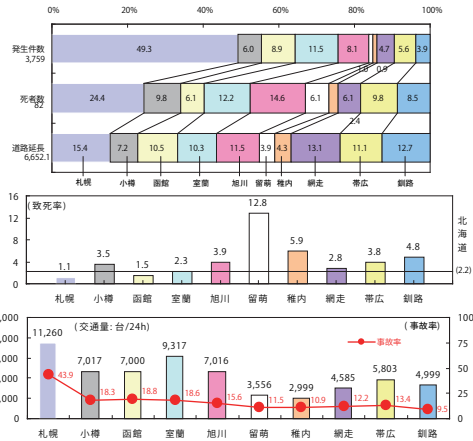 0% 20% 40% 60% 80% 100%
発生件数 3,759 49.3 6.0 8.9 11.5 8.1 4.7 5.6 3.9
1.0 0.9
死者数 82 24.4 9.8 6.1 12.2 14.6 6.1 6.1 9.8 8.5
2.4
道路延長 6,652.1 15.4 7.2 10.5 10.3 11.5 3.9 4.3 13.1 11.1 12.7
札幌 小樽 函館 室蘭 旭川 留萌 稚内 網走 帯広 釧路
16 (致死率) 12.8
12 北海道
8 5.9
4 1.1 3.5 1.5 2.3 3.9 2.8 3.8 4.8 (2.2)
0
札幌 小樽 函館 室蘭 旭川 留萌 稚内 網走 帯広 釧路
,000 (交通量: 台/24h) (事故率) 100
11,260 9,317 事故率
,000 7,017 7,000 7,016 75
,000 5,803
,000 43.9 3,556 2,999 4,585 4,999 50
,000 18.3 18.8 18.6 15.6 11.5 10.9 12.2 13.4 9.5 25
0 0
札幌 小樽 函館 室蘭 旭川 留萌 稚内 網走 帯広 釧路